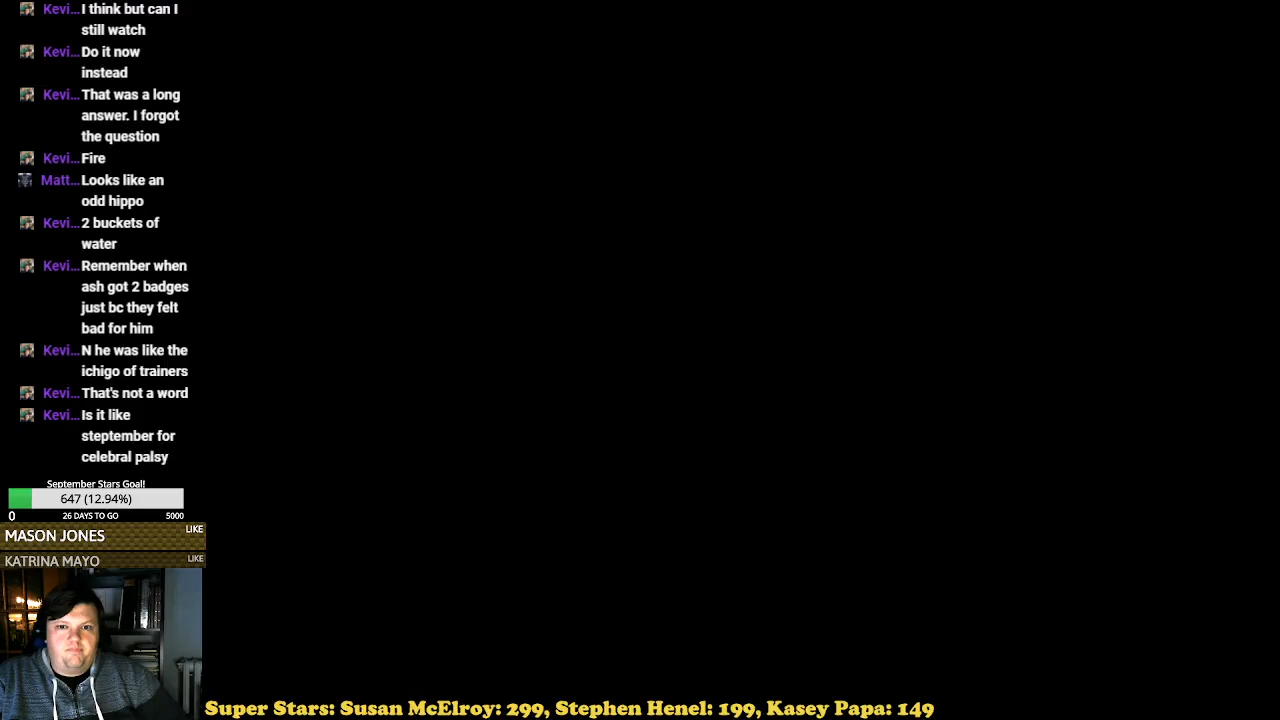 Kevi... I think but can I
still watch
Kevi... Do it now
instead
Kevi... That was a long
answer. I forgot
the question
Kevi... Fire
Matt... Looks like an
odd hippo
Kevi... 2 buckets of
water
Kevi... Remember when
ash got 2 badges
just bc they felt
bad for him
Kevi... N he was like the
ichigo of trainers
Kevi... That's not a word
Kevi... Is it like
steptember for
celebral palsy
September Stars Goal!
647 (12.94%)
0 26 DAYS TO GO 5000
MASON JONES LIKE
KATRINA MAYO LIKE
Super Stars: Susan McElroy: 299, Stephen Henel: 199, Kasey Papa: 149